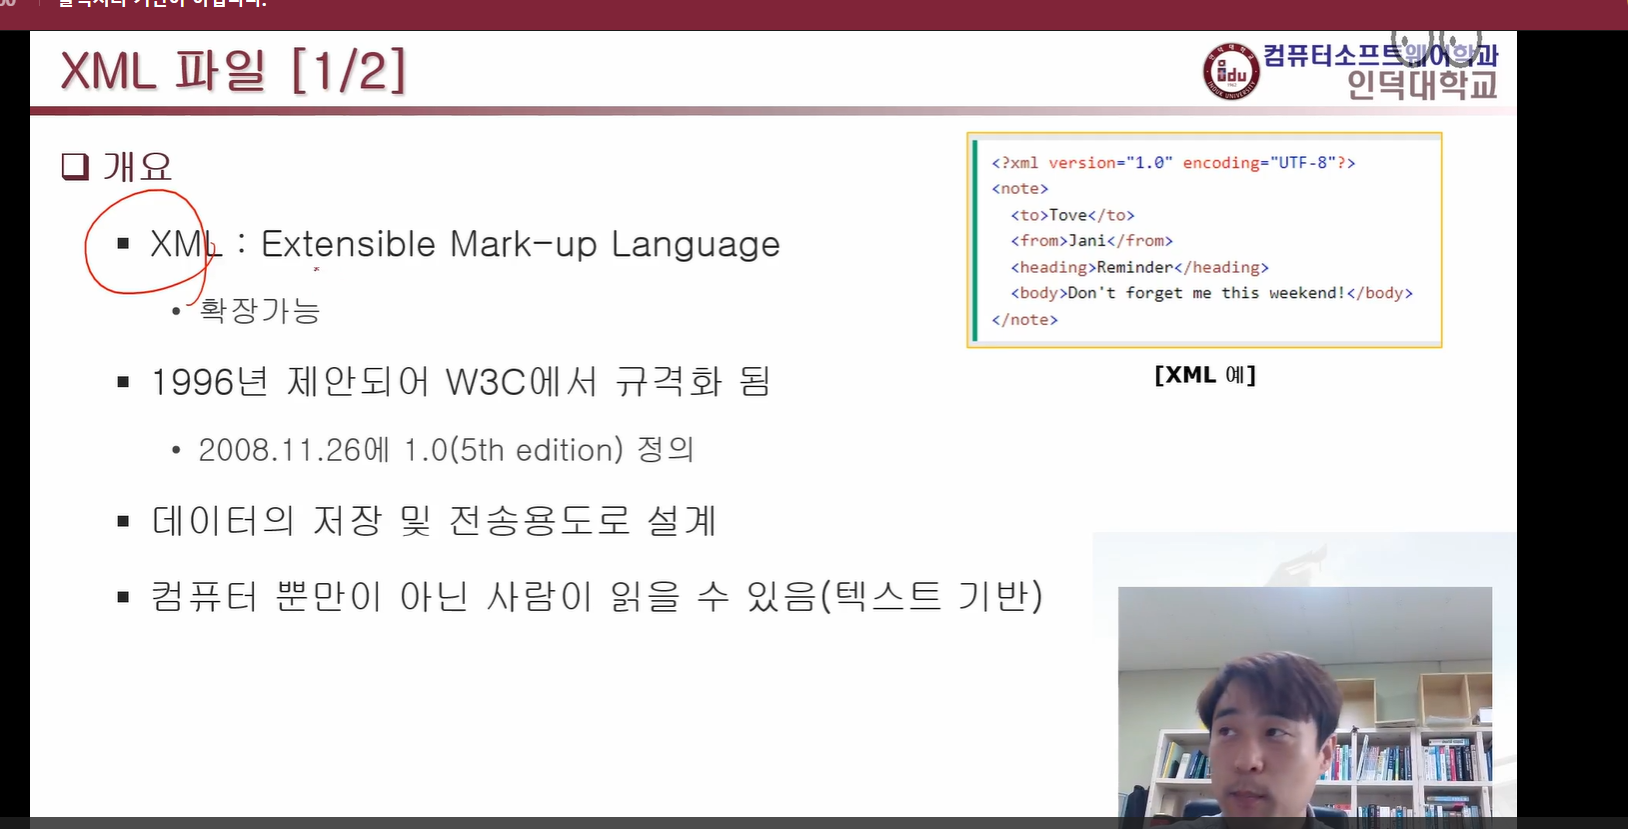 XML 파일 [1/2]
컴퓨터소프트웨어학과
인덕대학교
개요
XML : Extensible Mark-up Language
확장가능
1996년 제안되어 W3C에서 규격화 됨
2008.11.26에 1.0(5th edition) 정의
데이터의 저장 및 전송용도로 설계
컴퓨터 뿐만이 아닌 사람이 읽을 수 있음(텍스트 기반)
<?xml version="1.0" encoding="UTF-8"?>
<note>
<to>Tove</to>
<from>Jani</from>
<heading>Reminder</heading>
<body>Don't forget me this weekend!</body>
</note>
[XML 예]